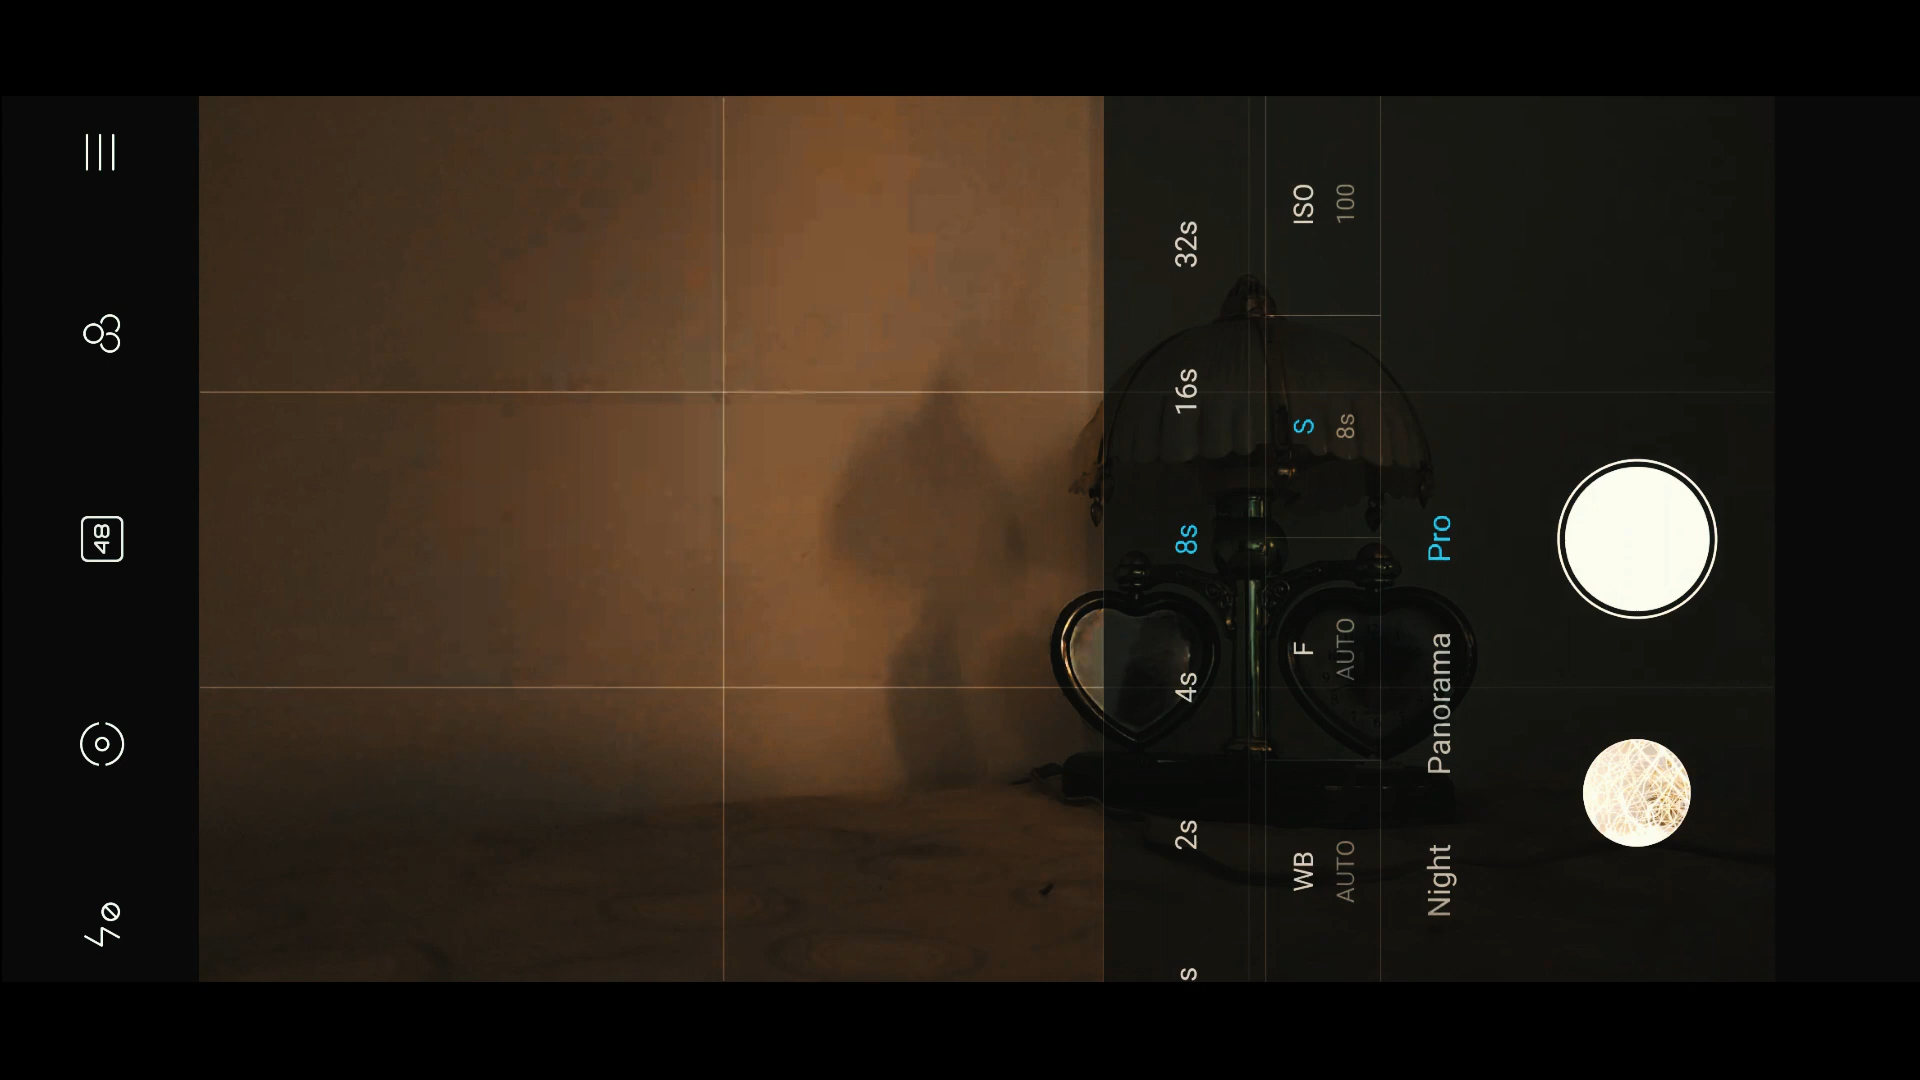 48
32s
16s
8s
4s
2s
s
ISO
100
S
8s
F
AUTO
WB
AUTO
Pro
Panorama
Night